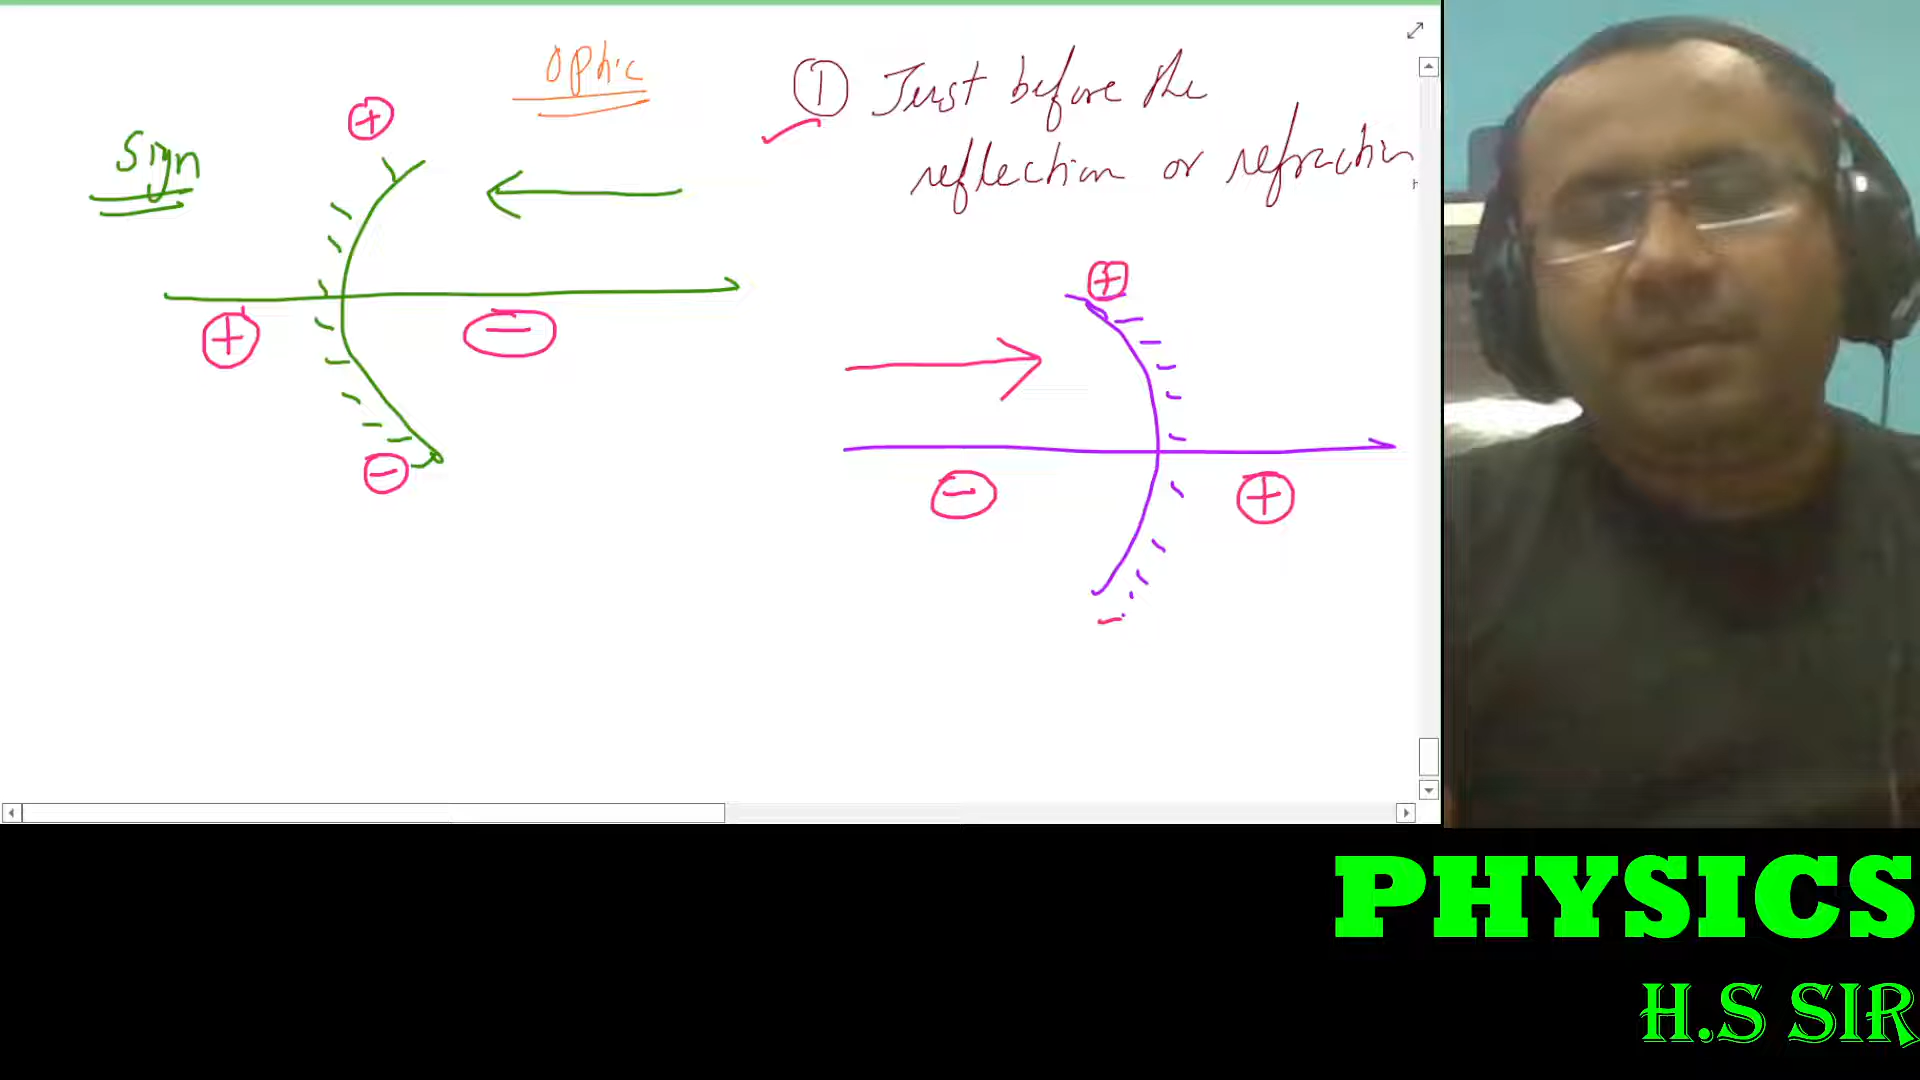 Optic
Sign
① Just before the
reflection or refraction
+
+
−
−
+
−
+
−
PHYSICS
H.S SIR